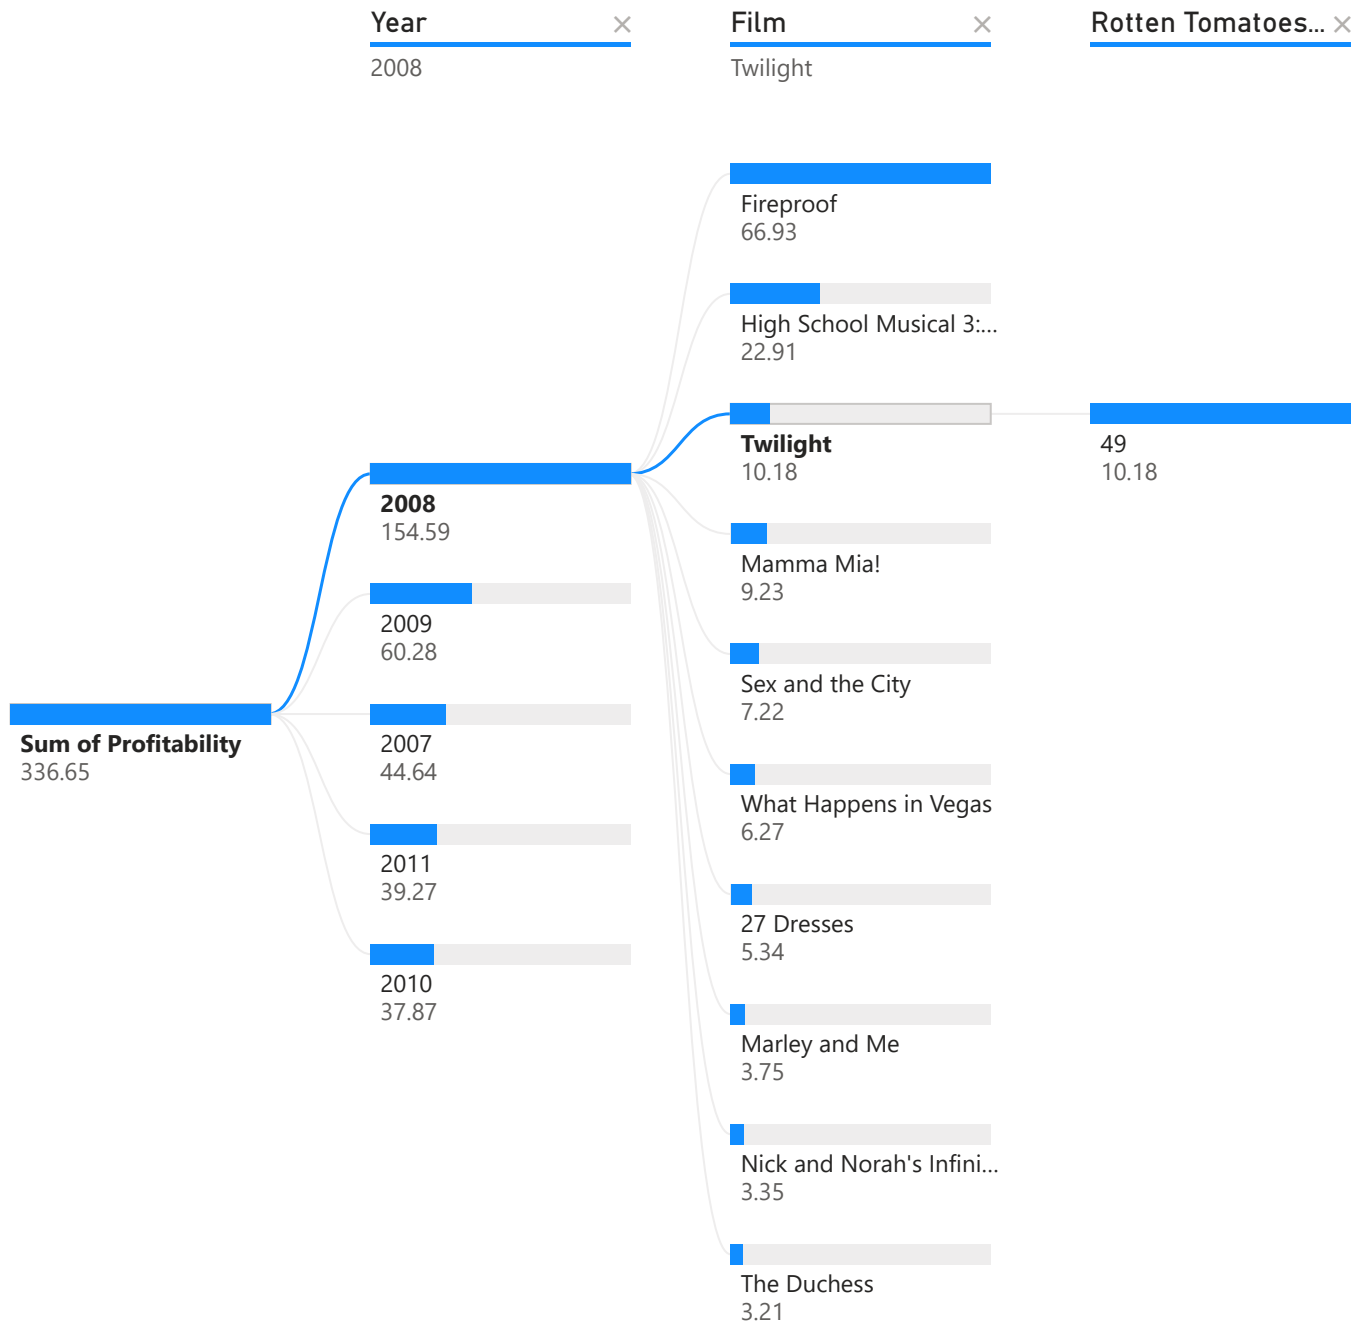 Year
2008
Film
Twilight
Rotten Tomatoes...
Sum of Profitability
336.65
2008
154.59
2009
60.28
2007
44.64
2011
39.27
2010
37.87
Fireproof
66.93
High School Musical 3:...
22.91
Twilight
10.18
Mamma Mia!
9.23
Sex and the City
7.22
What Happens in Vegas
6.27
27 Dresses
5.34
Marley and Me
3.75
Nick and Norah's Infini...
3.35
The Duchess
3.21
49
10.18